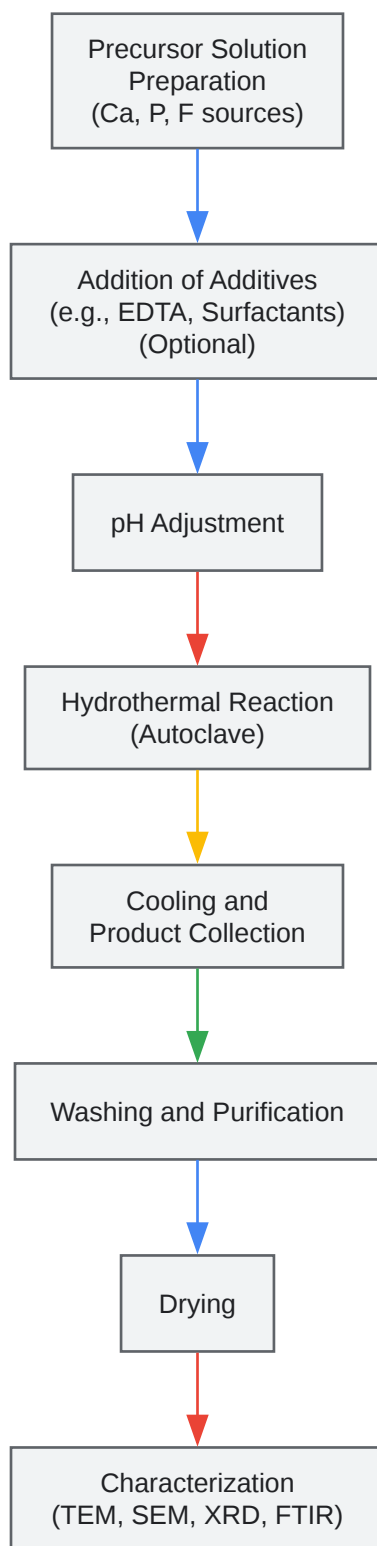 Precursor Solution
Preparation
(Ca, P, F sources)
Addition of Additives
(e.g., EDTA, Surfactants)
(Optional)
pH Adjustment
Hydrothermal Reaction
(Autoclave)
Cooling and
Product Collection
Washing and Purification
Drying
Characterization
(TEM, SEM, XRD, FTIR)